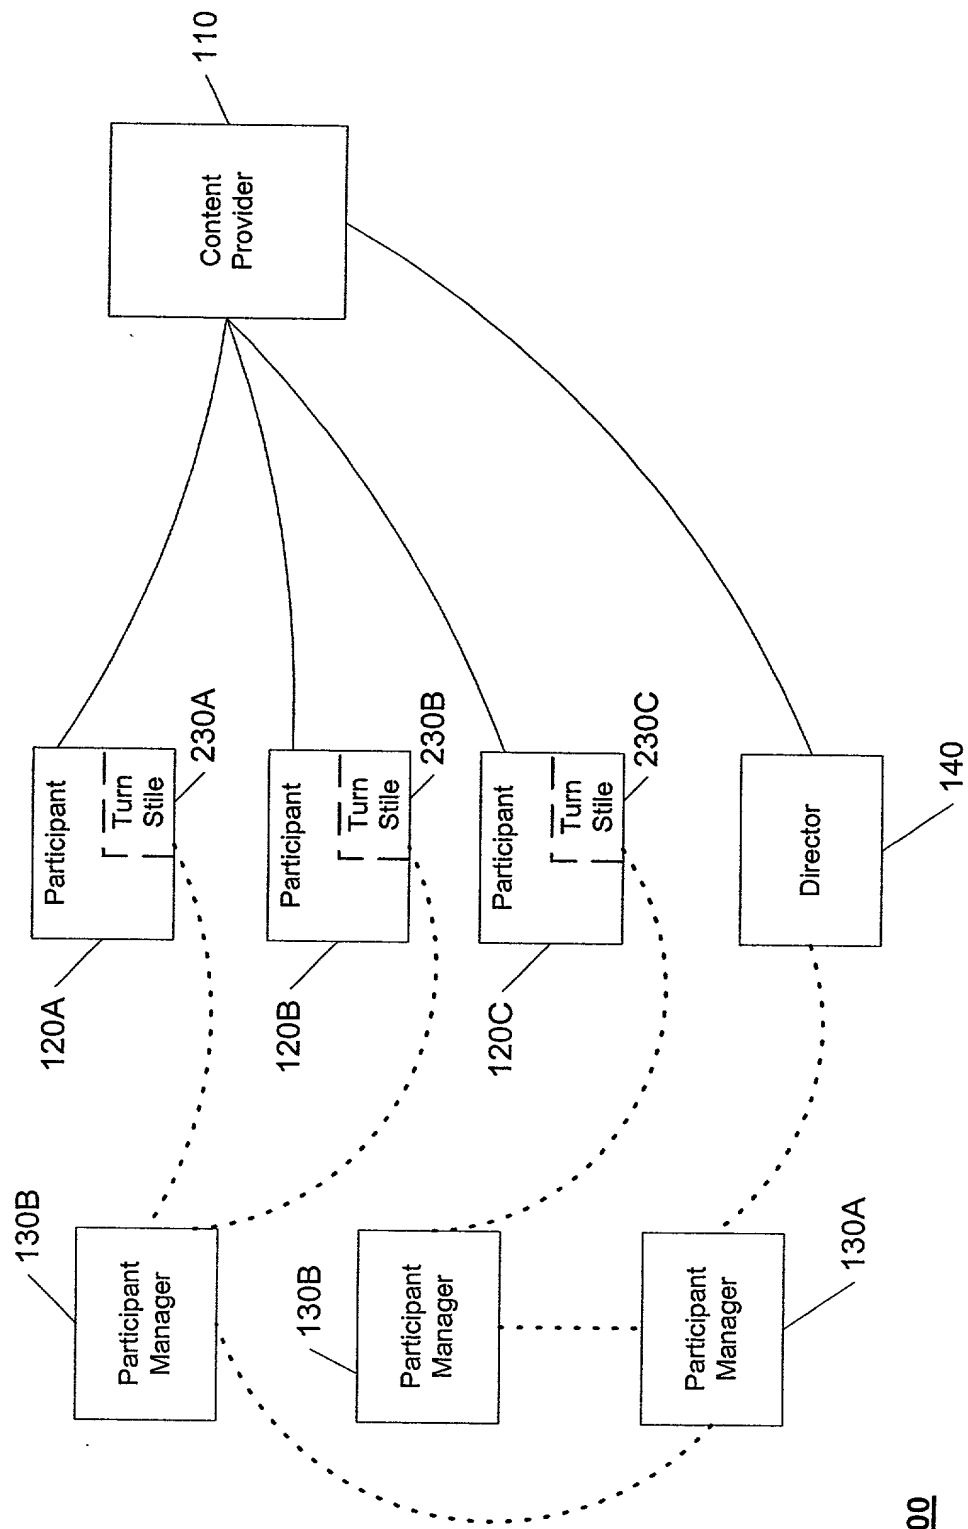 130B
Participant
Manager
120A
Participant
Turn
Stile
230A
110
Content
Provider
130B
Participant
Manager
120B
Participant
Turn
Stile
230B
120C
Participant
Turn
Stile
230C
Participant
Manager
130A
Director
140
00